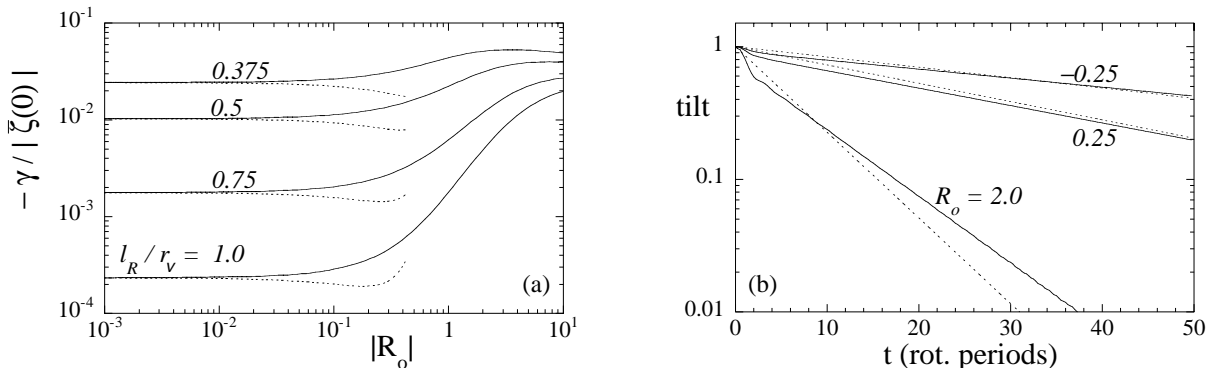 − γ / | ζ̄(0) |
10⁻¹
10⁻²
10⁻³
10⁻⁴
0.375
0.5
0.75
l_R / r_v = 1.0
(a)
10⁻³ 10⁻² 10⁻¹ 1 10¹
|R_o|
tilt
1
0.1
0.01
−0.25
0.25
R_o = 2.0
(b)
0 10 20 30 40 50
t (rot. periods)